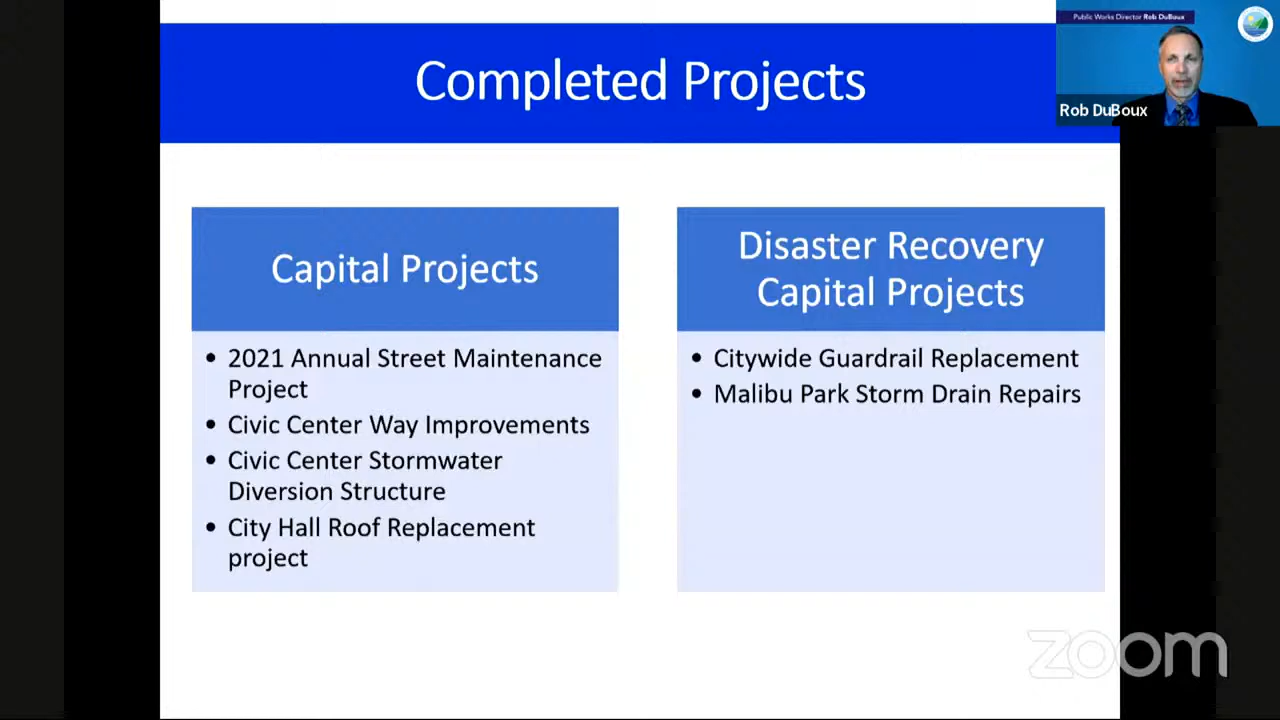 Completed Projects
Public Works Director Rob DuBoux
Rob DuBoux
Capital Projects
• 2021 Annual Street Maintenance
Project
• Civic Center Way Improvements
• Civic Center Stormwater
Diversion Structure
• City Hall Roof Replacement
project
Disaster Recovery
Capital Projects
• Citywide Guardrail Replacement
• Malibu Park Storm Drain Repairs
zoom